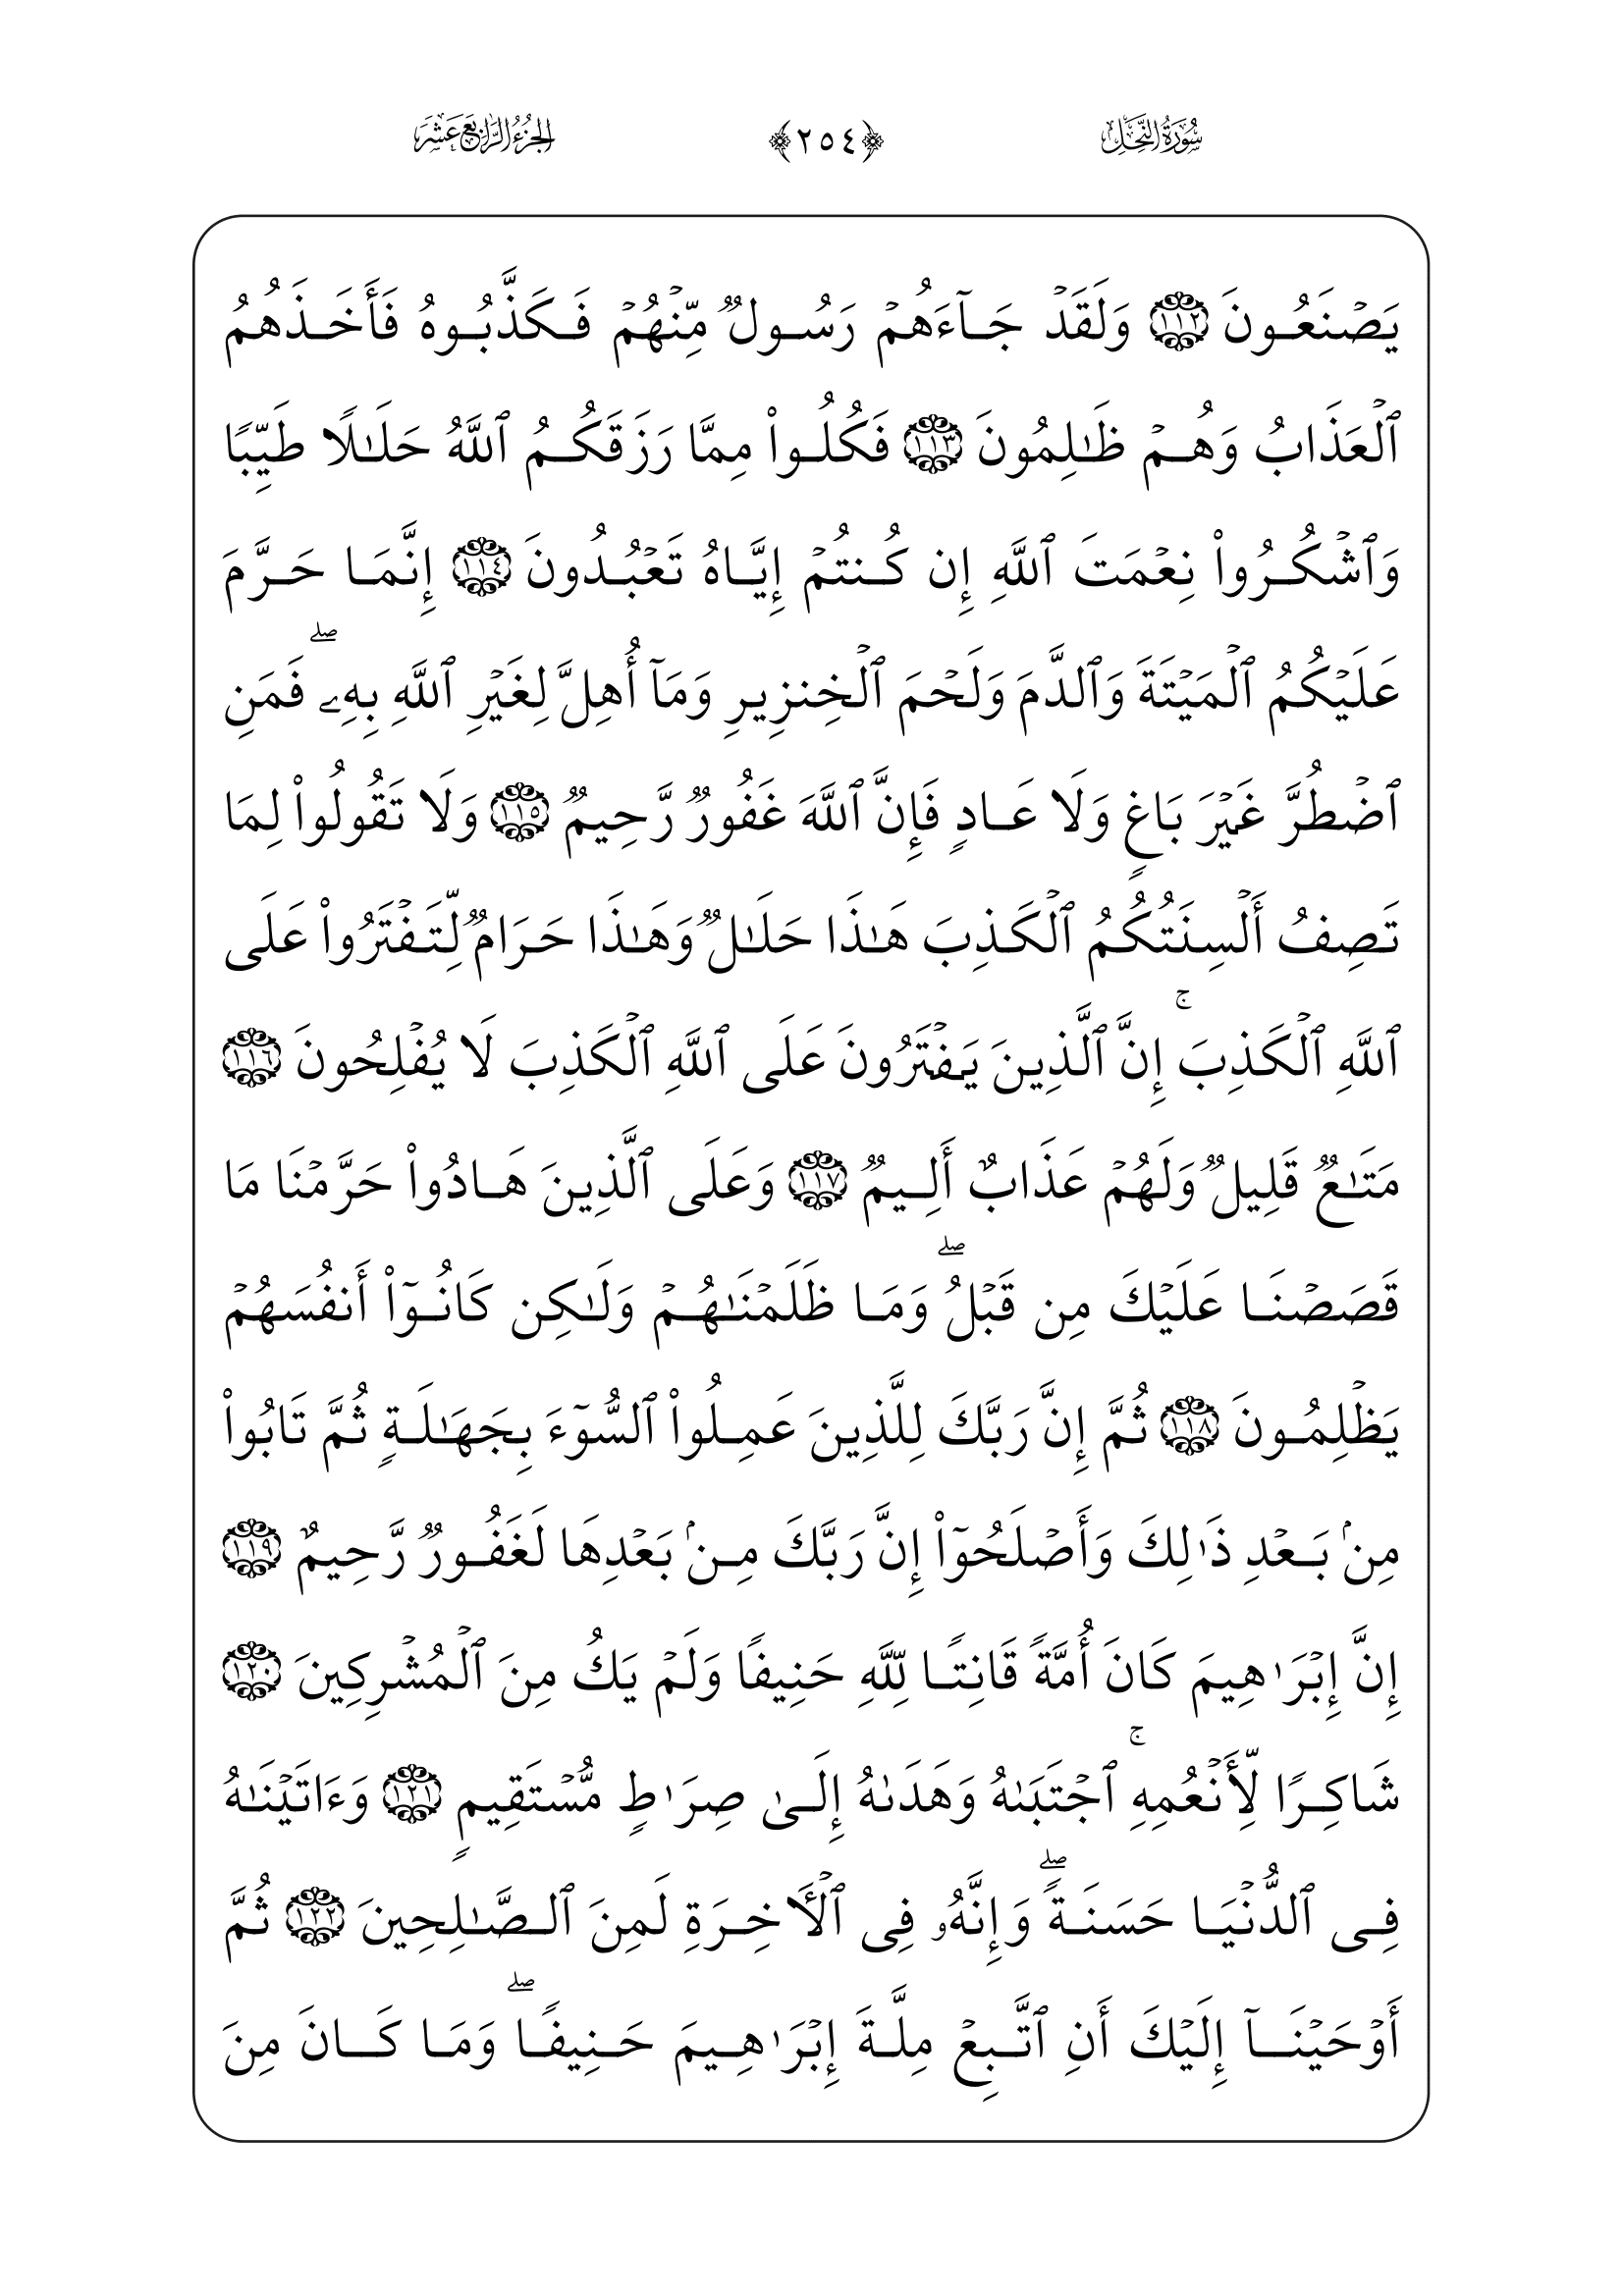 سُورَةُ النَّحۡلِ ﴿٢٥٤﴾ الجُزۡءُ الرَّابِعَ عَشَرَ
يَصۡنَعُونَ ١١٢ وَلَقَدۡ جَآءَهُمۡ رَسُولٞ مِّنۡهُمۡ فَكَذَّبُوهُ فَأَخَذَهُمُ
ٱلۡعَذَابُ وَهُمۡ ظَٰلِمُونَ ١١٣ فَكُلُواْ مِمَّا رَزَقَكُمُ ٱللَّهُ حَلَٰلٗا طَيِّبٗا
وَٱشۡكُرُواْ نِعۡمَتَ ٱللَّهِ إِن كُنتُمۡ إِيَّاهُ تَعۡبُدُونَ ١١٤ إِنَّمَا حَرَّمَ
عَلَيۡكُمُ ٱلۡمَيۡتَةَ وَٱلدَّمَ وَلَحۡمَ ٱلۡخِنزِيرِ وَمَآ أُهِلَّ لِغَيۡرِ ٱللَّهِ بِهِۦۖ فَمَنِ
ٱضۡطُرَّ غَيۡرَ بَاغٖ وَلَا عَادٖ فَإِنَّ ٱللَّهَ غَفُورٞ رَّحِيمٞ ١١٥ وَلَا تَقُولُواْ لِمَا
تَصِفُ أَلۡسِنَتُكُمُ ٱلۡكَذِبَ هَٰذَا حَلَٰلٞ وَهَٰذَا حَرَامٞ لِّتَفۡتَرُواْ عَلَى
ٱللَّهِ ٱلۡكَذِبَۚ إِنَّ ٱلَّذِينَ يَفۡتَرُونَ عَلَى ٱللَّهِ ٱلۡكَذِبَ لَا يُفۡلِحُونَ ١١٦
مَتَٰعٞ قَلِيلٞ وَلَهُمۡ عَذَابٌ أَلِيمٞ ١١٧ وَعَلَى ٱلَّذِينَ هَادُواْ حَرَّمۡنَا مَا
قَصَصۡنَا عَلَيۡكَ مِن قَبۡلُۖ وَمَا ظَلَمۡنَٰهُمۡ وَلَٰكِن كَانُوٓاْ أَنفُسَهُمۡ
يَظۡلِمُونَ ١١٨ ثُمَّ إِنَّ رَبَّكَ لِلَّذِينَ عَمِلُواْ ٱلسُّوٓءَ بِجَهَٰلَةٖ ثُمَّ تَابُواْ
مِنۢ بَعۡدِ ذَٰلِكَ وَأَصۡلَحُوٓاْ إِنَّ رَبَّكَ مِنۢ بَعۡدِهَا لَغَفُورٞ رَّحِيمٌ ١١٩
إِنَّ إِبۡرَٰهِيمَ كَانَ أُمَّةٗ قَانِتٗا لِّلَّهِ حَنِيفٗا وَلَمۡ يَكُ مِنَ ٱلۡمُشۡرِكِينَ ١٢٠
شَاكِرٗا لِّأَنۡعُمِهِۚ ٱجۡتَبَىٰهُ وَهَدَىٰهُ إِلَىٰ صِرَٰطٖ مُّسۡتَقِيمٖ ١٢١ وَءَاتَيۡنَٰهُ
فِى ٱلدُّنۡيَا حَسَنَةٗۖ وَإِنَّهُۥ فِى ٱلۡأٓخِرَةِ لَمِنَ ٱلصَّٰلِحِينَ ١٢٢ ثُمَّ
أَوۡحَيۡنَآ إِلَيۡكَ أَنِ ٱتَّبِعۡ مِلَّةَ إِبۡرَٰهِيمَ حَنِيفٗاۖ وَمَا كَانَ مِنَ